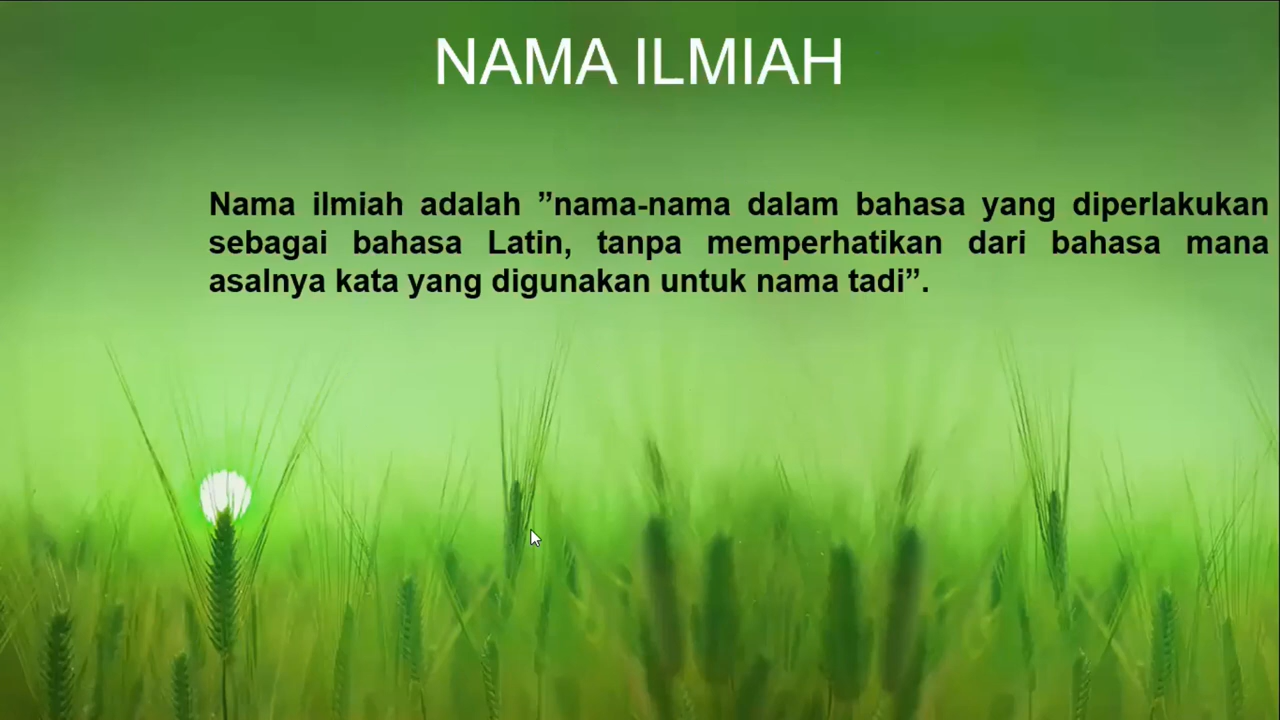 NAMA ILMIAH
Nama ilmiah adalah ”nama-nama dalam bahasa yang diperlakukan
sebagai bahasa Latin, tanpa memperhatikan dari bahasa mana
asalnya kata yang digunakan untuk nama tadi”.